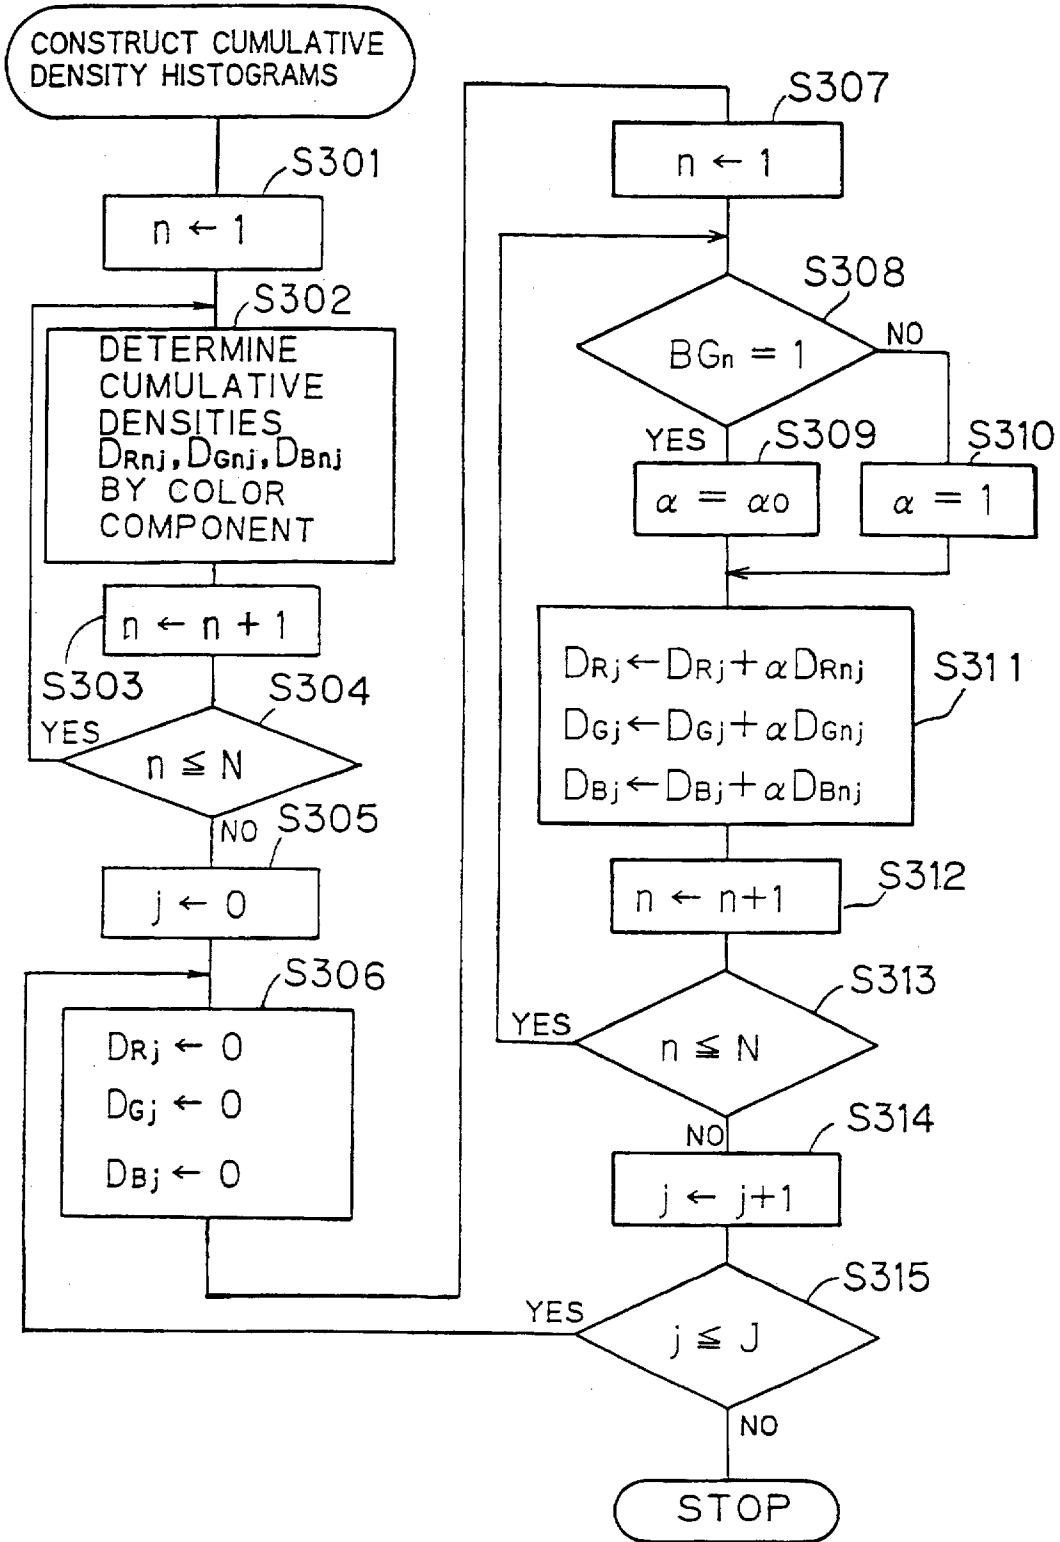 CONSTRUCT CUMULATIVE
DENSITY HISTOGRAMS
S301
n ← 1
S302
DETERMINE
CUMULATIVE
DENSITIES
DRnj, DGnj, DBnj
BY COLOR
COMPONENT
n ← n + 1
S303
S304
YES
n ≦ N
NO
S305
j ← 0
S306
DRj ← 0
DGj ← 0
DBj ← 0
S307
n ← 1
S308
BGn = 1
NO
YES
S309
α = αo
S310
α = 1
S311
DRj ← DRj + αDRnj
DGj ← DGj + αDGnj
DBj ← DBj + αDBnj
S312
n ← n+1
S313
YES
n ≦ N
NO
S314
j ← j+1
S315
YES
j ≦ J
NO
STOP